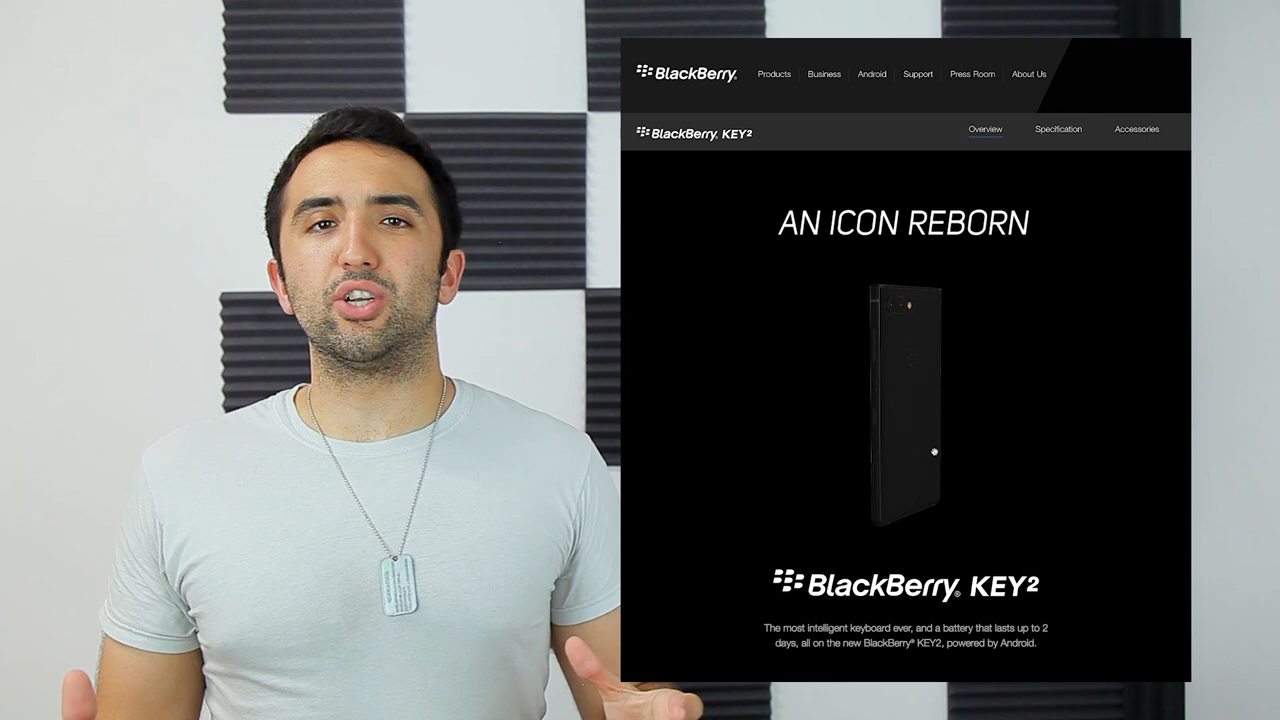 BlackBerry Products Business Android Support Press Room About Us
BlackBerry KEY2 Overview Specification Accessories
AN ICON REBORN
BlackBerry® KEY²
The most intelligent keyboard ever, and a battery that lasts up to 2
days, all on the new BlackBerry® KEY2, powered by Android.